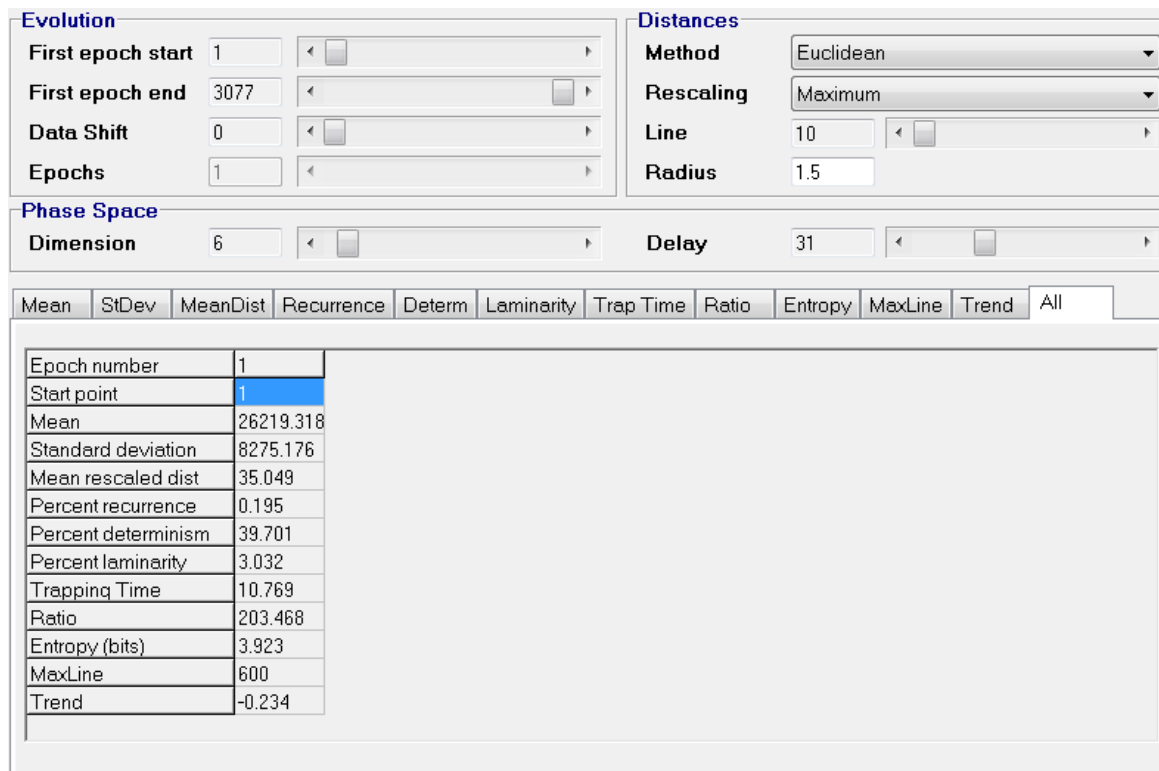 Evolution
First epoch start 1
First epoch end 3077
Data Shift 0
Epochs 1
Distances
Method Euclidean
Rescaling Maximum
Line 10
Radius 1.5
Phase Space
Dimension 6 Delay 31
Mean StDev MeanDist Recurrence Determ Laminarity Trap Time Ratio Entropy MaxLine Trend All
Epoch number 1
Start point 1
Mean 26219.318
Standard deviation 8275.176
Mean rescaled dist 35.049
Percent recurrence 0.195
Percent determinism 39.701
Percent laminarity 3.032
Trapping Time 10.769
Ratio 203.468
Entropy (bits) 3.923
MaxLine 600
Trend -0.234